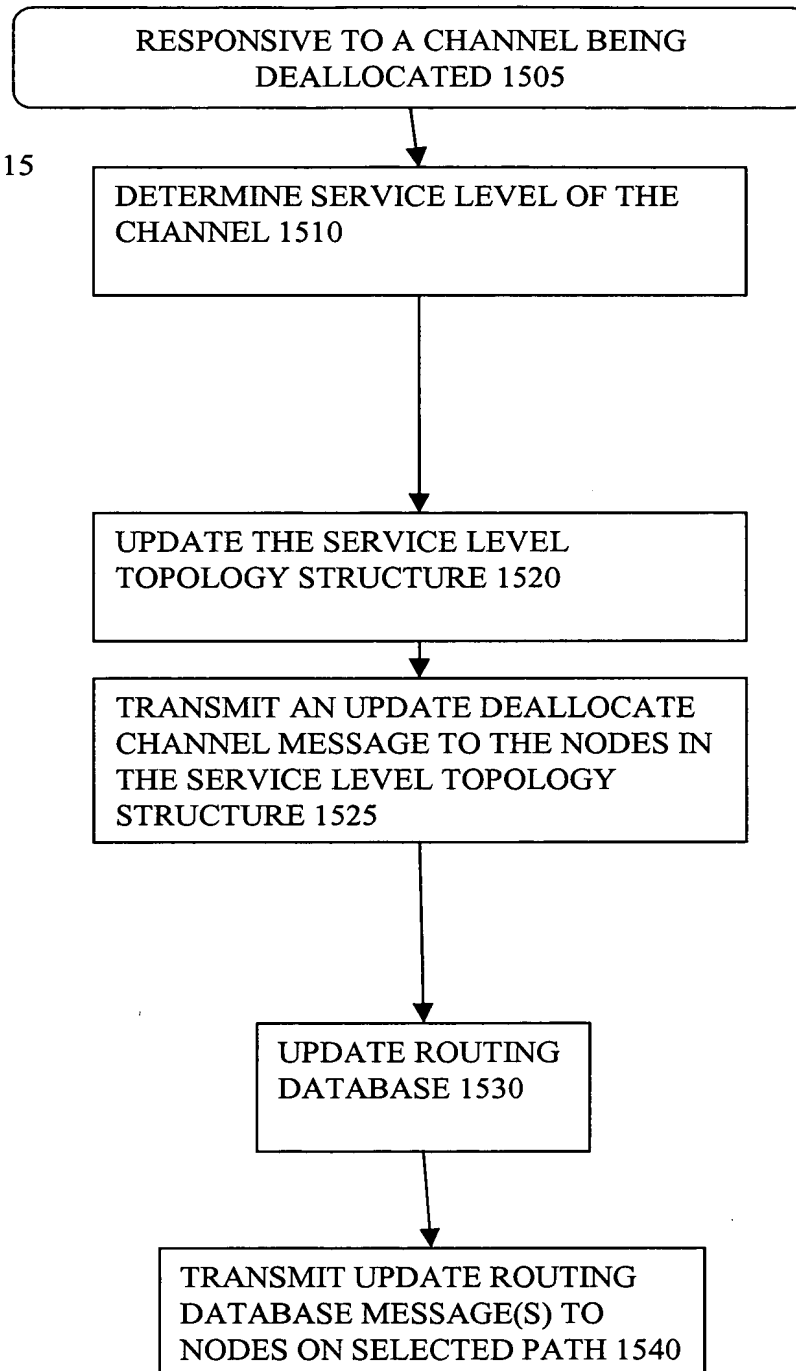 RESPONSIVE TO A CHANNEL BEING
DEALLOCATED 1505
15
DETERMINE SERVICE LEVEL OF THE
CHANNEL 1510
UPDATE THE SERVICE LEVEL
TOPOLOGY STRUCTURE 1520
TRANSMIT AN UPDATE DEALLOCATE
CHANNEL MESSAGE TO THE NODES IN
THE SERVICE LEVEL TOPOLOGY
STRUCTURE 1525
UPDATE ROUTING
DATABASE 1530
TRANSMIT UPDATE ROUTING
DATABASE MESSAGE(S) TO
NODES ON SELECTED PATH 1540